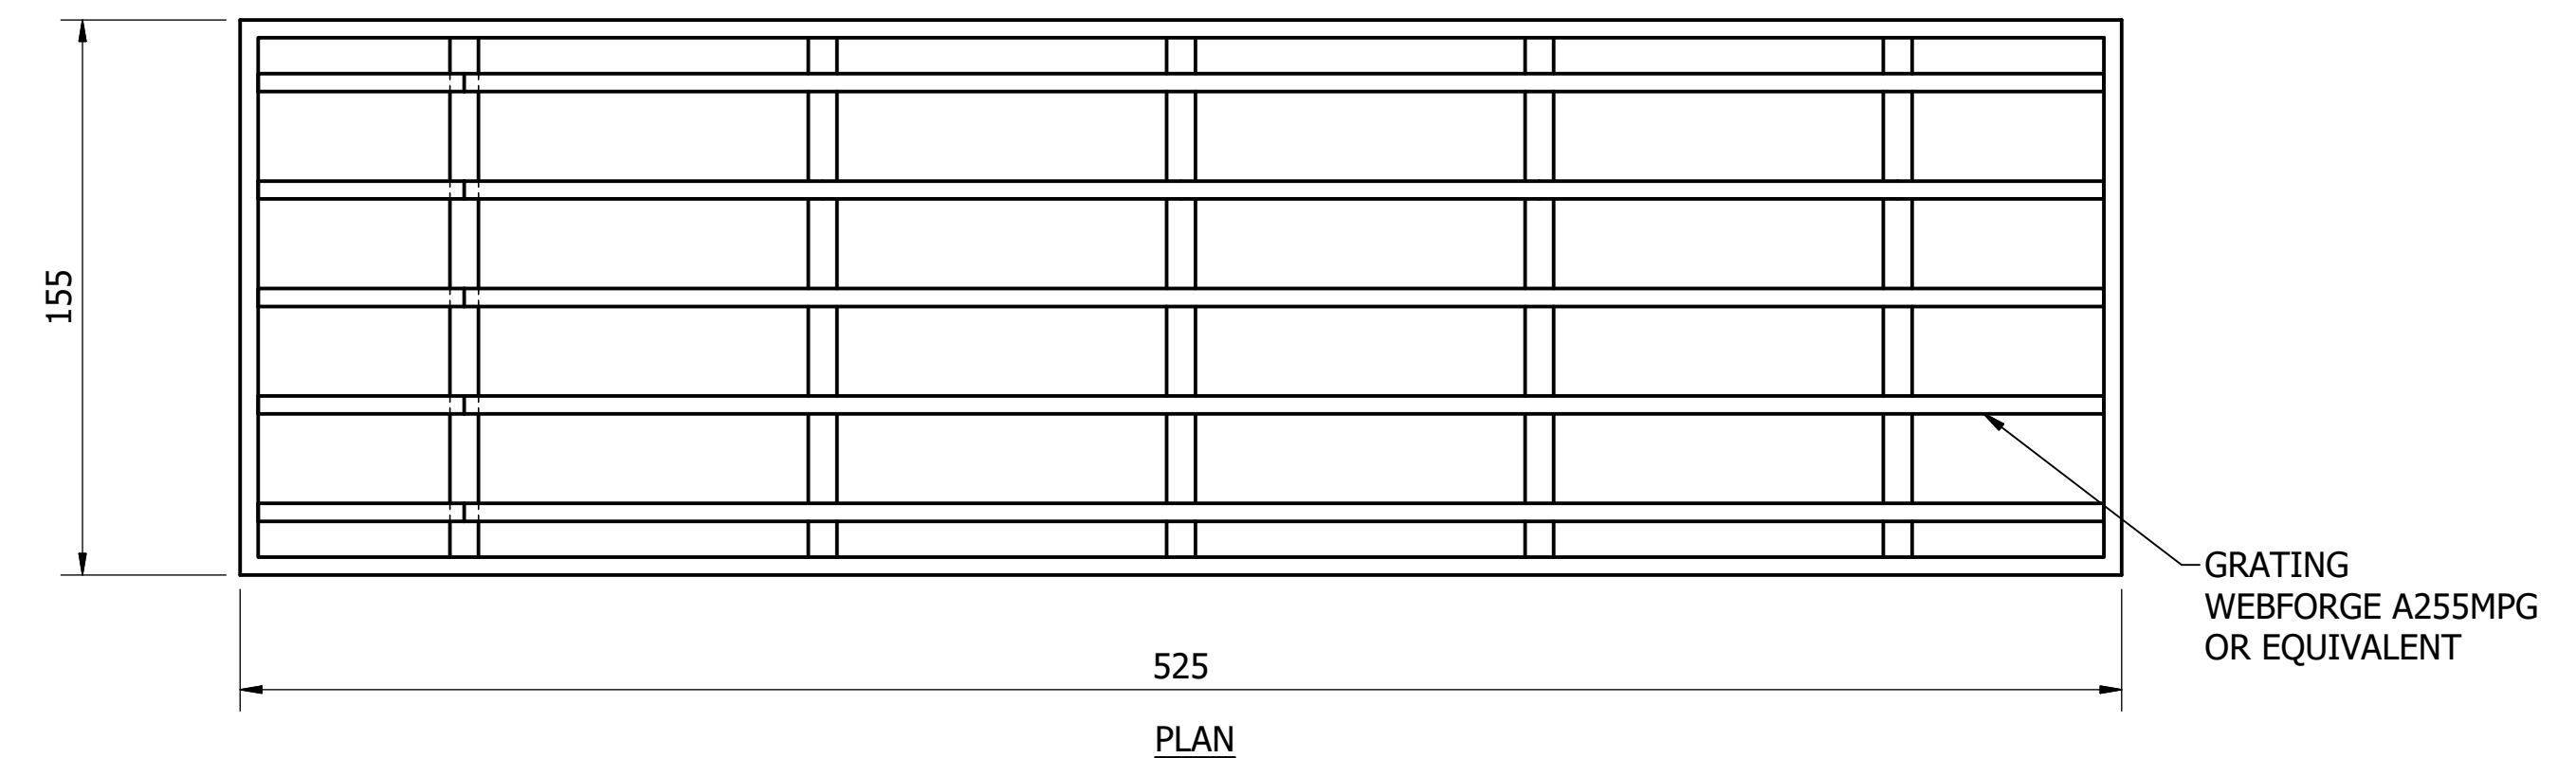 155
GRATING
WEBFORGE A255MPG
OR EQUIVALENT
525
PLAN